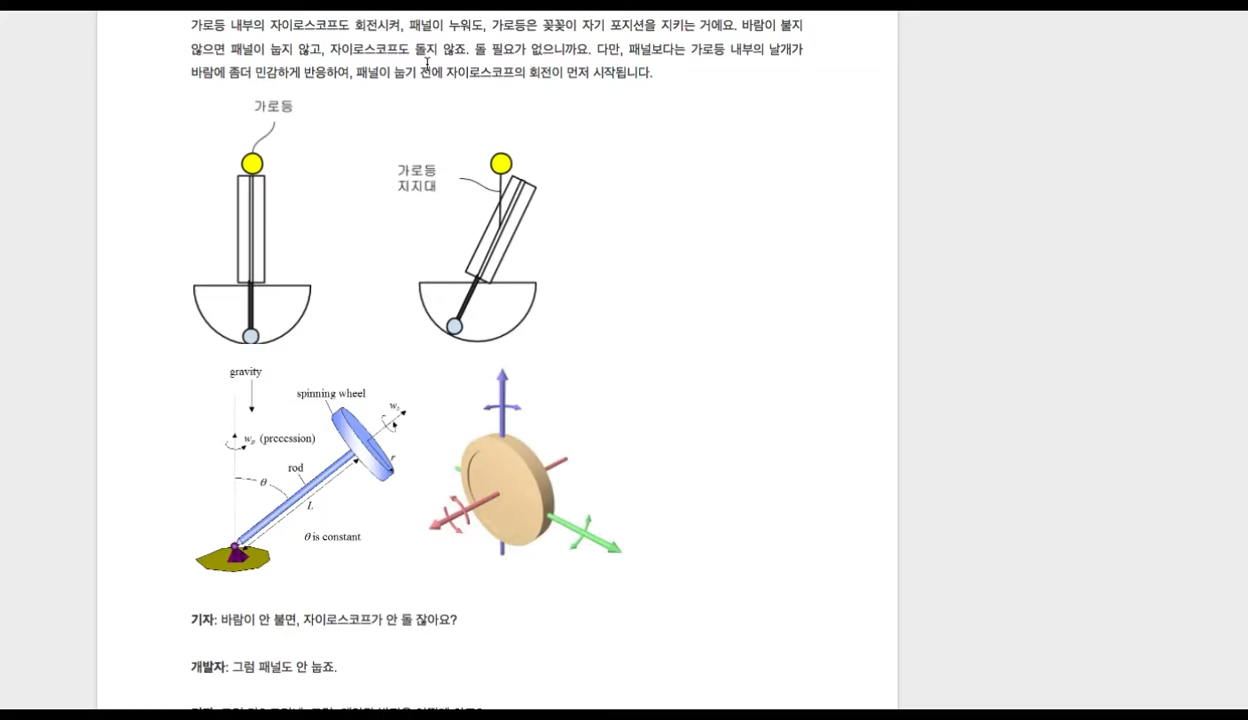 가로등 내부의 자이로스코프도 회전시켜, 패널이 누워도, 가로등은 꽂꽂이 자기 포지션을 지키는 거에요. 바람이 불지
않으면 패널이 눕지 않고, 자이로스코프도 돌지 않죠. 돌 필요가 없으니까요. 다만, 패널보다는 가로등 내부의 날개가
바람에 좀더 민감하게 반응하여, 패널이 눕기 전에 자이로스코프의 회전이 먼저 시작됩니다.
가로등
가로등
지지대
gravity
spinning wheel
ws
wp (precession)
r
rod
θ
L
θ is constant
기자: 바람이 안 불면, 자이로스코프가 안 돌 잖아요?
개발자: 그럼 패널도 안 눕죠.